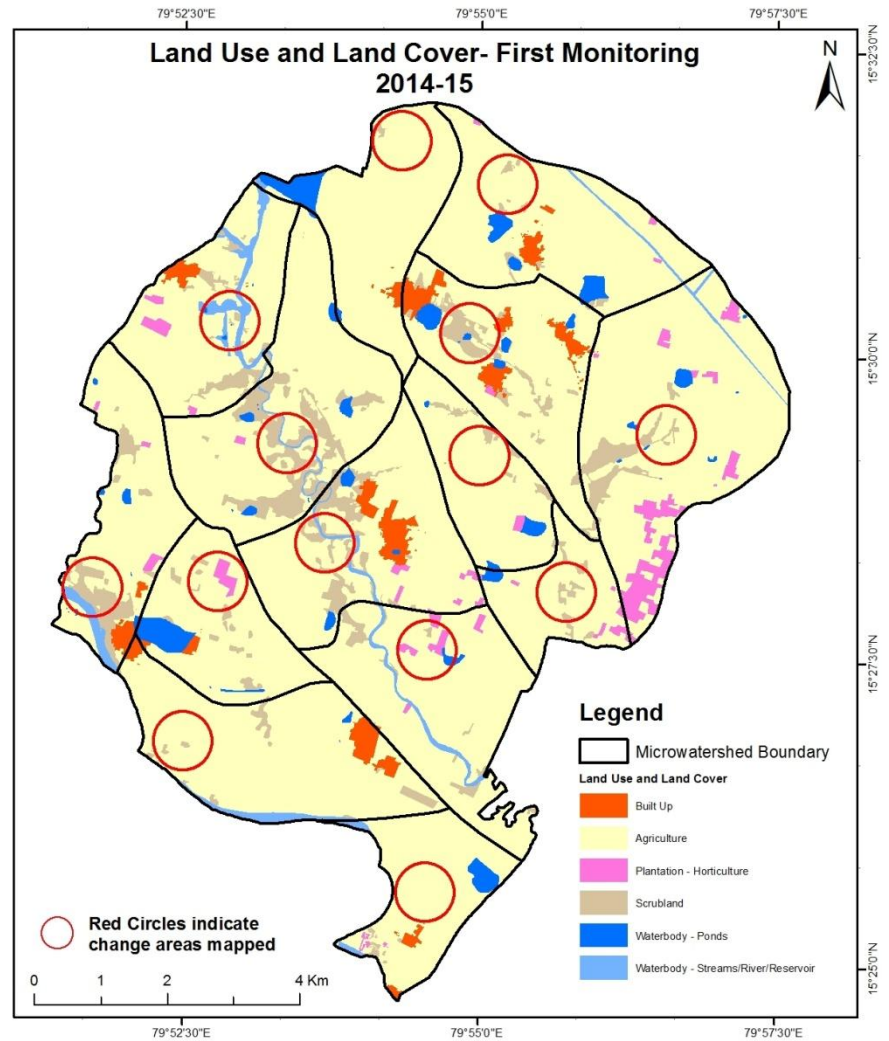 79°52'30"E
79°55'0"E
79°57'30"E
Land Use and Land Cover- First Monitoring
2014-15
N
15°32'30"N
15°30'0"N
15°27'30"N
15°25'0"N
Legend
Microwatershed Boundary
Land Use and Land Cover
Built Up
Agriculture
Plantation - Horticulture
Scrubland
Waterbody - Ponds
Waterbody - Streams/River/Reservoir
Red Circles indicate
change areas mapped
0 1 2 4 Km
79°52'30"E
79°55'0"E
79°57'30"E